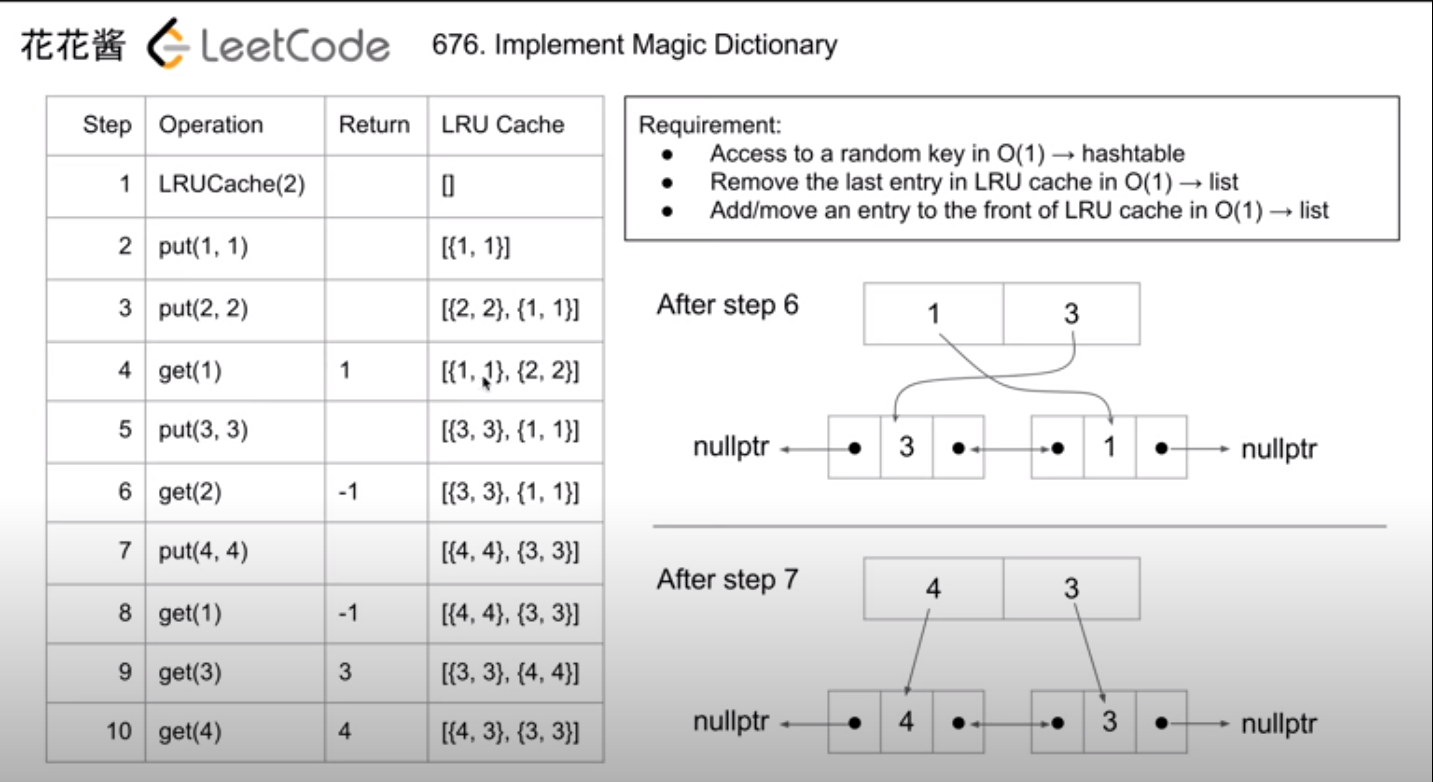 花花酱 LeetCode 676. Implement Magic Dictionary
Step Operation Return LRU Cache
1 LRUCache(2) []
2 put(1, 1) [{1, 1}]
3 put(2, 2) [{2, 2}, {1, 1}]
4 get(1) 1 [{1, 1}, {2, 2}]
5 put(3, 3) [{3, 3}, {1, 1}]
6 get(2) -1 [{3, 3}, {1, 1}]
7 put(4, 4) [{4, 4}, {3, 3}]
8 get(1) -1 [{4, 4}, {3, 3}]
9 get(3) 3 [{3, 3}, {4, 4}]
10 get(4) 4 [{4, 3}, {3, 3}]
Requirement:
● Access to a random key in O(1) → hashtable
● Remove the last entry in LRU cache in O(1) → list
● Add/move an entry to the front of LRU cache in O(1) → list
After step 6
1 3
nullptr 3 1 nullptr
After step 7
4 3
nullptr 4 3 nullptr